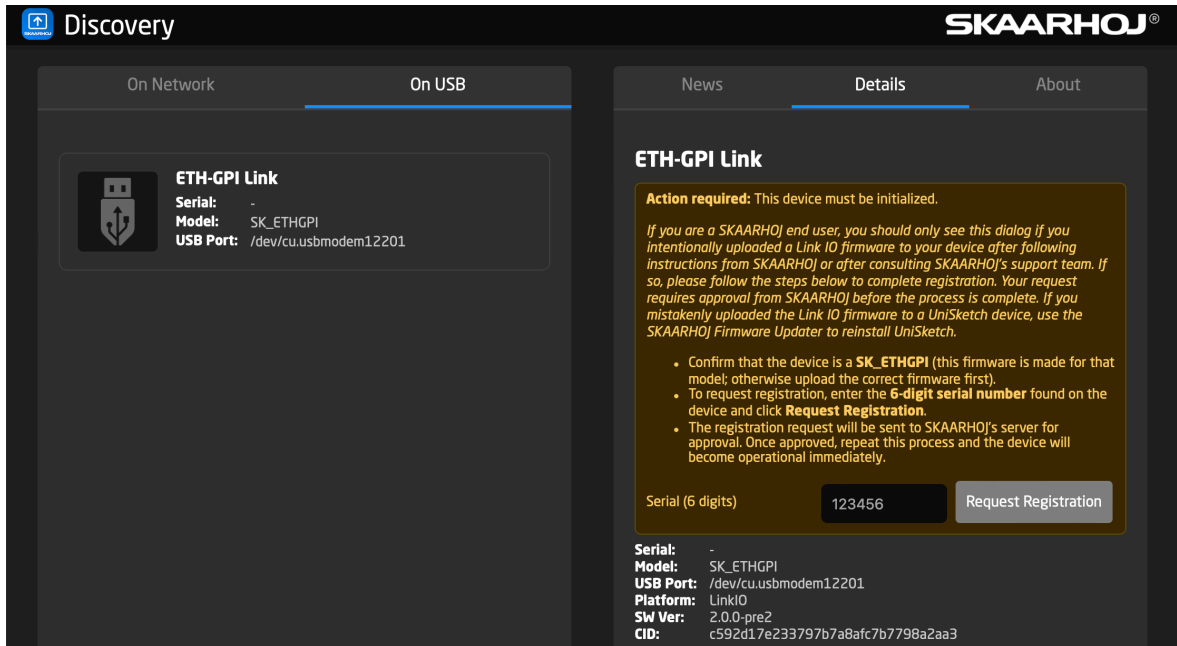 Discovery
SKAARHOJ®
On Network
On USB
ETH-GPI Link
Serial: -
Model: SK_ETHGPI
USB Port: /dev/cu.usbmodem12201
News
Details
About
ETH-GPI Link
Action required: This device must be initialized.
If you are a SKAARHOJ end user, you should only see this dialog if you
intentionally uploaded a Link IO firmware to your device after following
instructions from SKAARHOJ or after consulting SKAARHOJ's support team. If
so, please follow the steps below to complete registration. Your request
requires approval from SKAARHOJ before the process is complete. If you
mistakenly uploaded the Link IO firmware to a UniSketch device, use the
SKAARHOJ Firmware Updater to reinstall UniSketch.
• Confirm that the device is a SK_ETHGPI (this firmware is made for that
model; otherwise upload the correct firmware first).
• To request registration, enter the 6-digit serial number found on the
device and click Request Registration.
• The registration request will be sent to SKAARHOJ's server for
approval. Once approved, repeat this process and the device will
become operational immediately.
Serial (6 digits)
123456
Request Registration
Serial: -
Model: SK_ETHGPI
USB Port: /dev/cu.usbmodem12201
Platform: LinkIO
SW Ver: 2.0.0-pre2
CID: c592d17e233797b7a8afc7b7798a2aa3